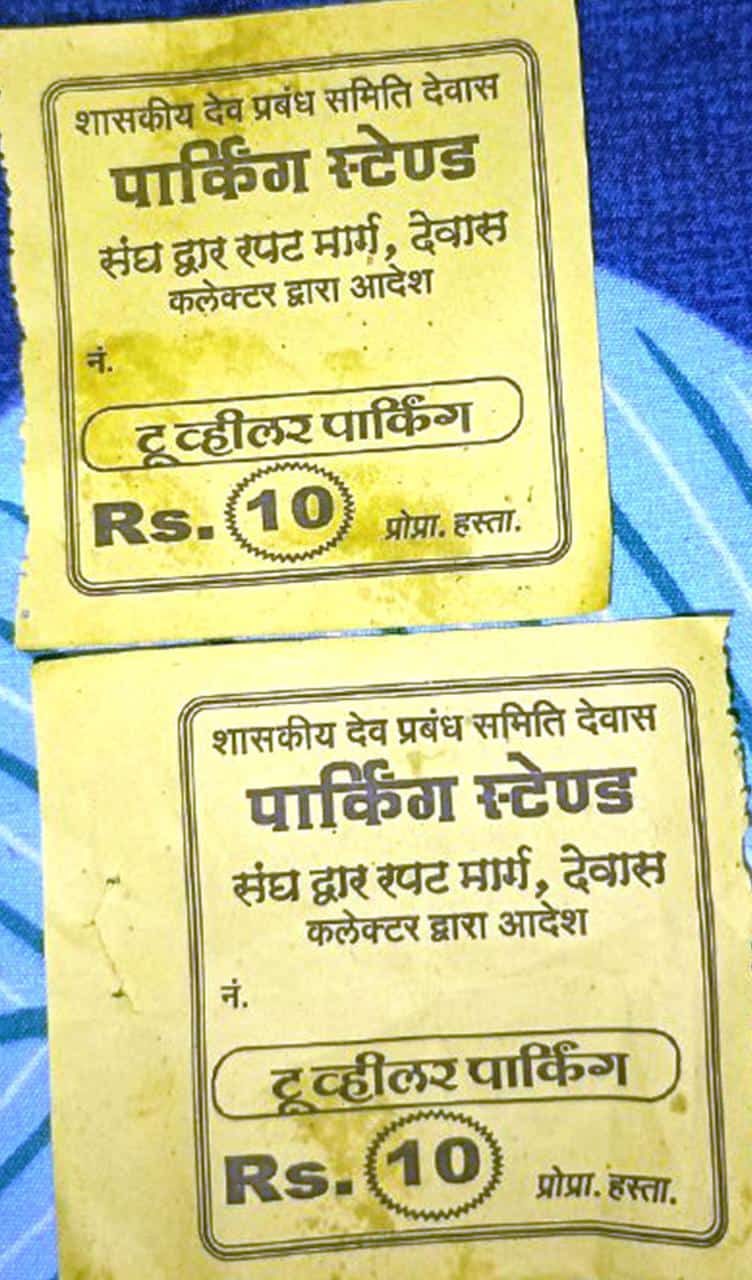 शासकीय देव प्रबंध समिति देवास
पार्किंग स्टेण्ड
संघ द्वार रपट मार्ग, देवास
कलेक्टर द्वारा आदेश
नं.
टू व्हीलर पार्किंग
Rs. 10 प्रोप्रा. हस्ता.
शासकीय देव प्रबंध समिति देवास
पार्किंग स्टेण्ड
संघ द्वार रपट मार्ग, देवास
कलेक्टर द्वारा आदेश
नं.
टू व्हीलर पार्किंग
Rs. 10 प्रोप्रा. हस्ता.